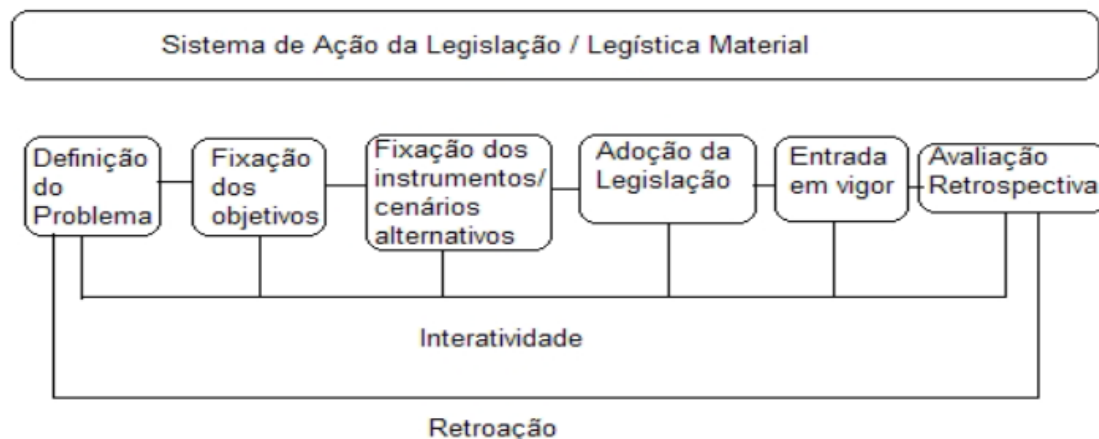 Sistema de Ação da Legislação / Legística Material
Definição
do
Problema
Fixação
dos
objetivos
Fixação dos
instrumentos/
cenários
alternativos
Adoção da
Legislação
Entrada
em vigor
Avaliação
Retrospectiva
Interatividade
Retroação